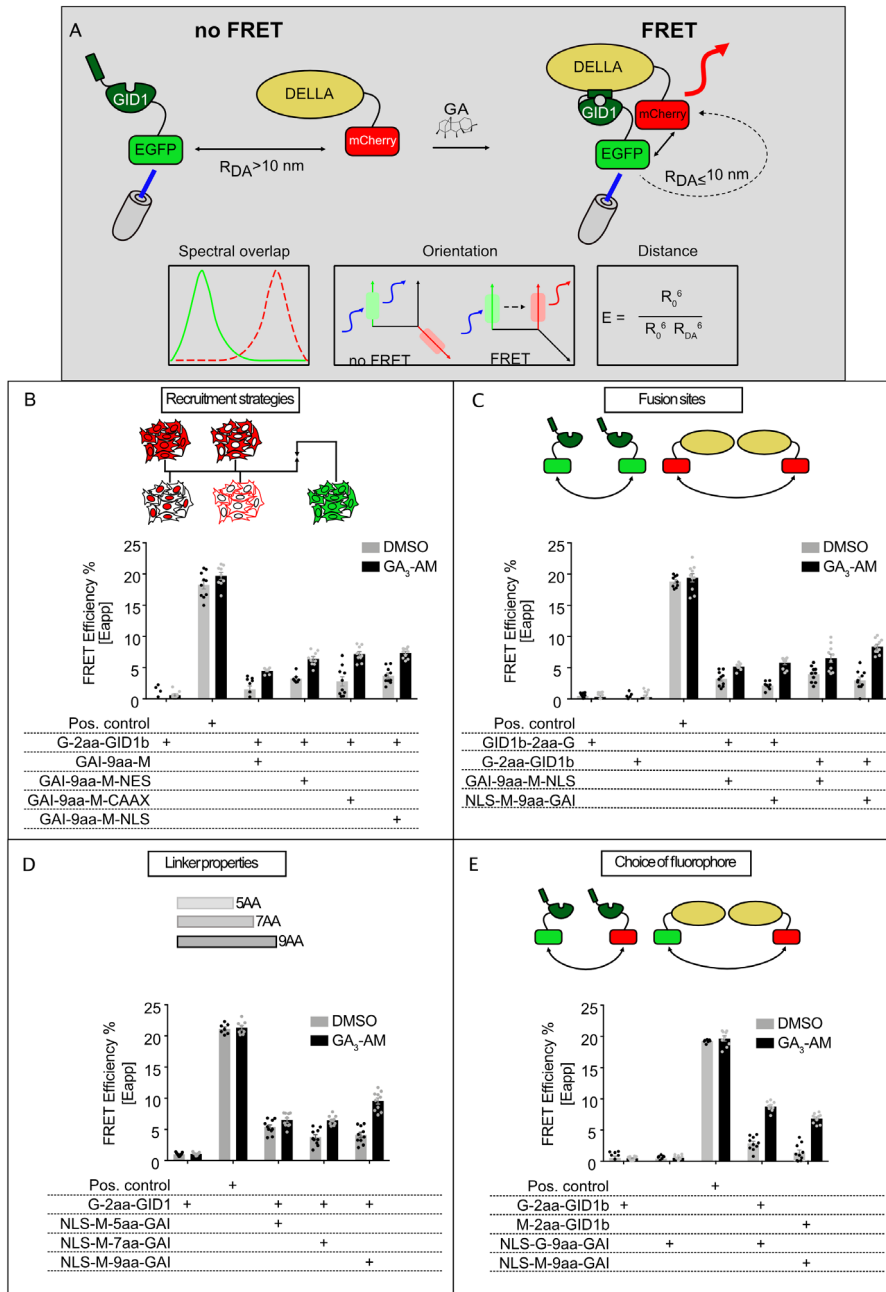 A
no FRET
FRET
GID1
DELLA
EGFP
mCherry
R_DA>10 nm
GA
DELLA
GID1
mCherry
EGFP
R_DA≤10 nm
Spectral overlap
Orientation
Distance
no FRET
FRET
E = R₀⁶ / R₀⁶ R_DA⁶
B
Recruitment strategies
FRET Efficiency %
[Eapp]
25
20
15
10
5
0
DMSO
GA₃-AM
Pos. control +
G-2aa-GID1b + + + + +
GAI-9aa-M +
GAI-9aa-M-NES +
GAI-9aa-M-CAAX +
GAI-9aa-M-NLS +
C
Fusion sites
FRET Efficiency %
[Eapp]
25
20
15
10
5
0
DMSO
GA₃-AM
Pos. control +
GID1b-2aa-G + + +
G-2aa-GID1b + + +
GAI-9aa-M-NLS + +
NLS-M-9aa-GAI + +
D
Linker properties
5AA
7AA
9AA
FRET Efficiency %
[Eapp]
25
20
15
10
5
0
DMSO
GA₃-AM
Pos. control +
G-2aa-GID1 + + + +
NLS-M-5aa-GAI +
NLS-M-7aa-GAI +
NLS-M-9aa-GAI +
E
Choice of fluorophore
FRET Efficiency %
[Eapp]
25
20
15
10
5
0
DMSO
GA₃-AM
Pos. control +
G-2aa-GID1b + +
M-2aa-GID1b +
NLS-G-9aa-GAI + +
NLS-M-9aa-GAI +